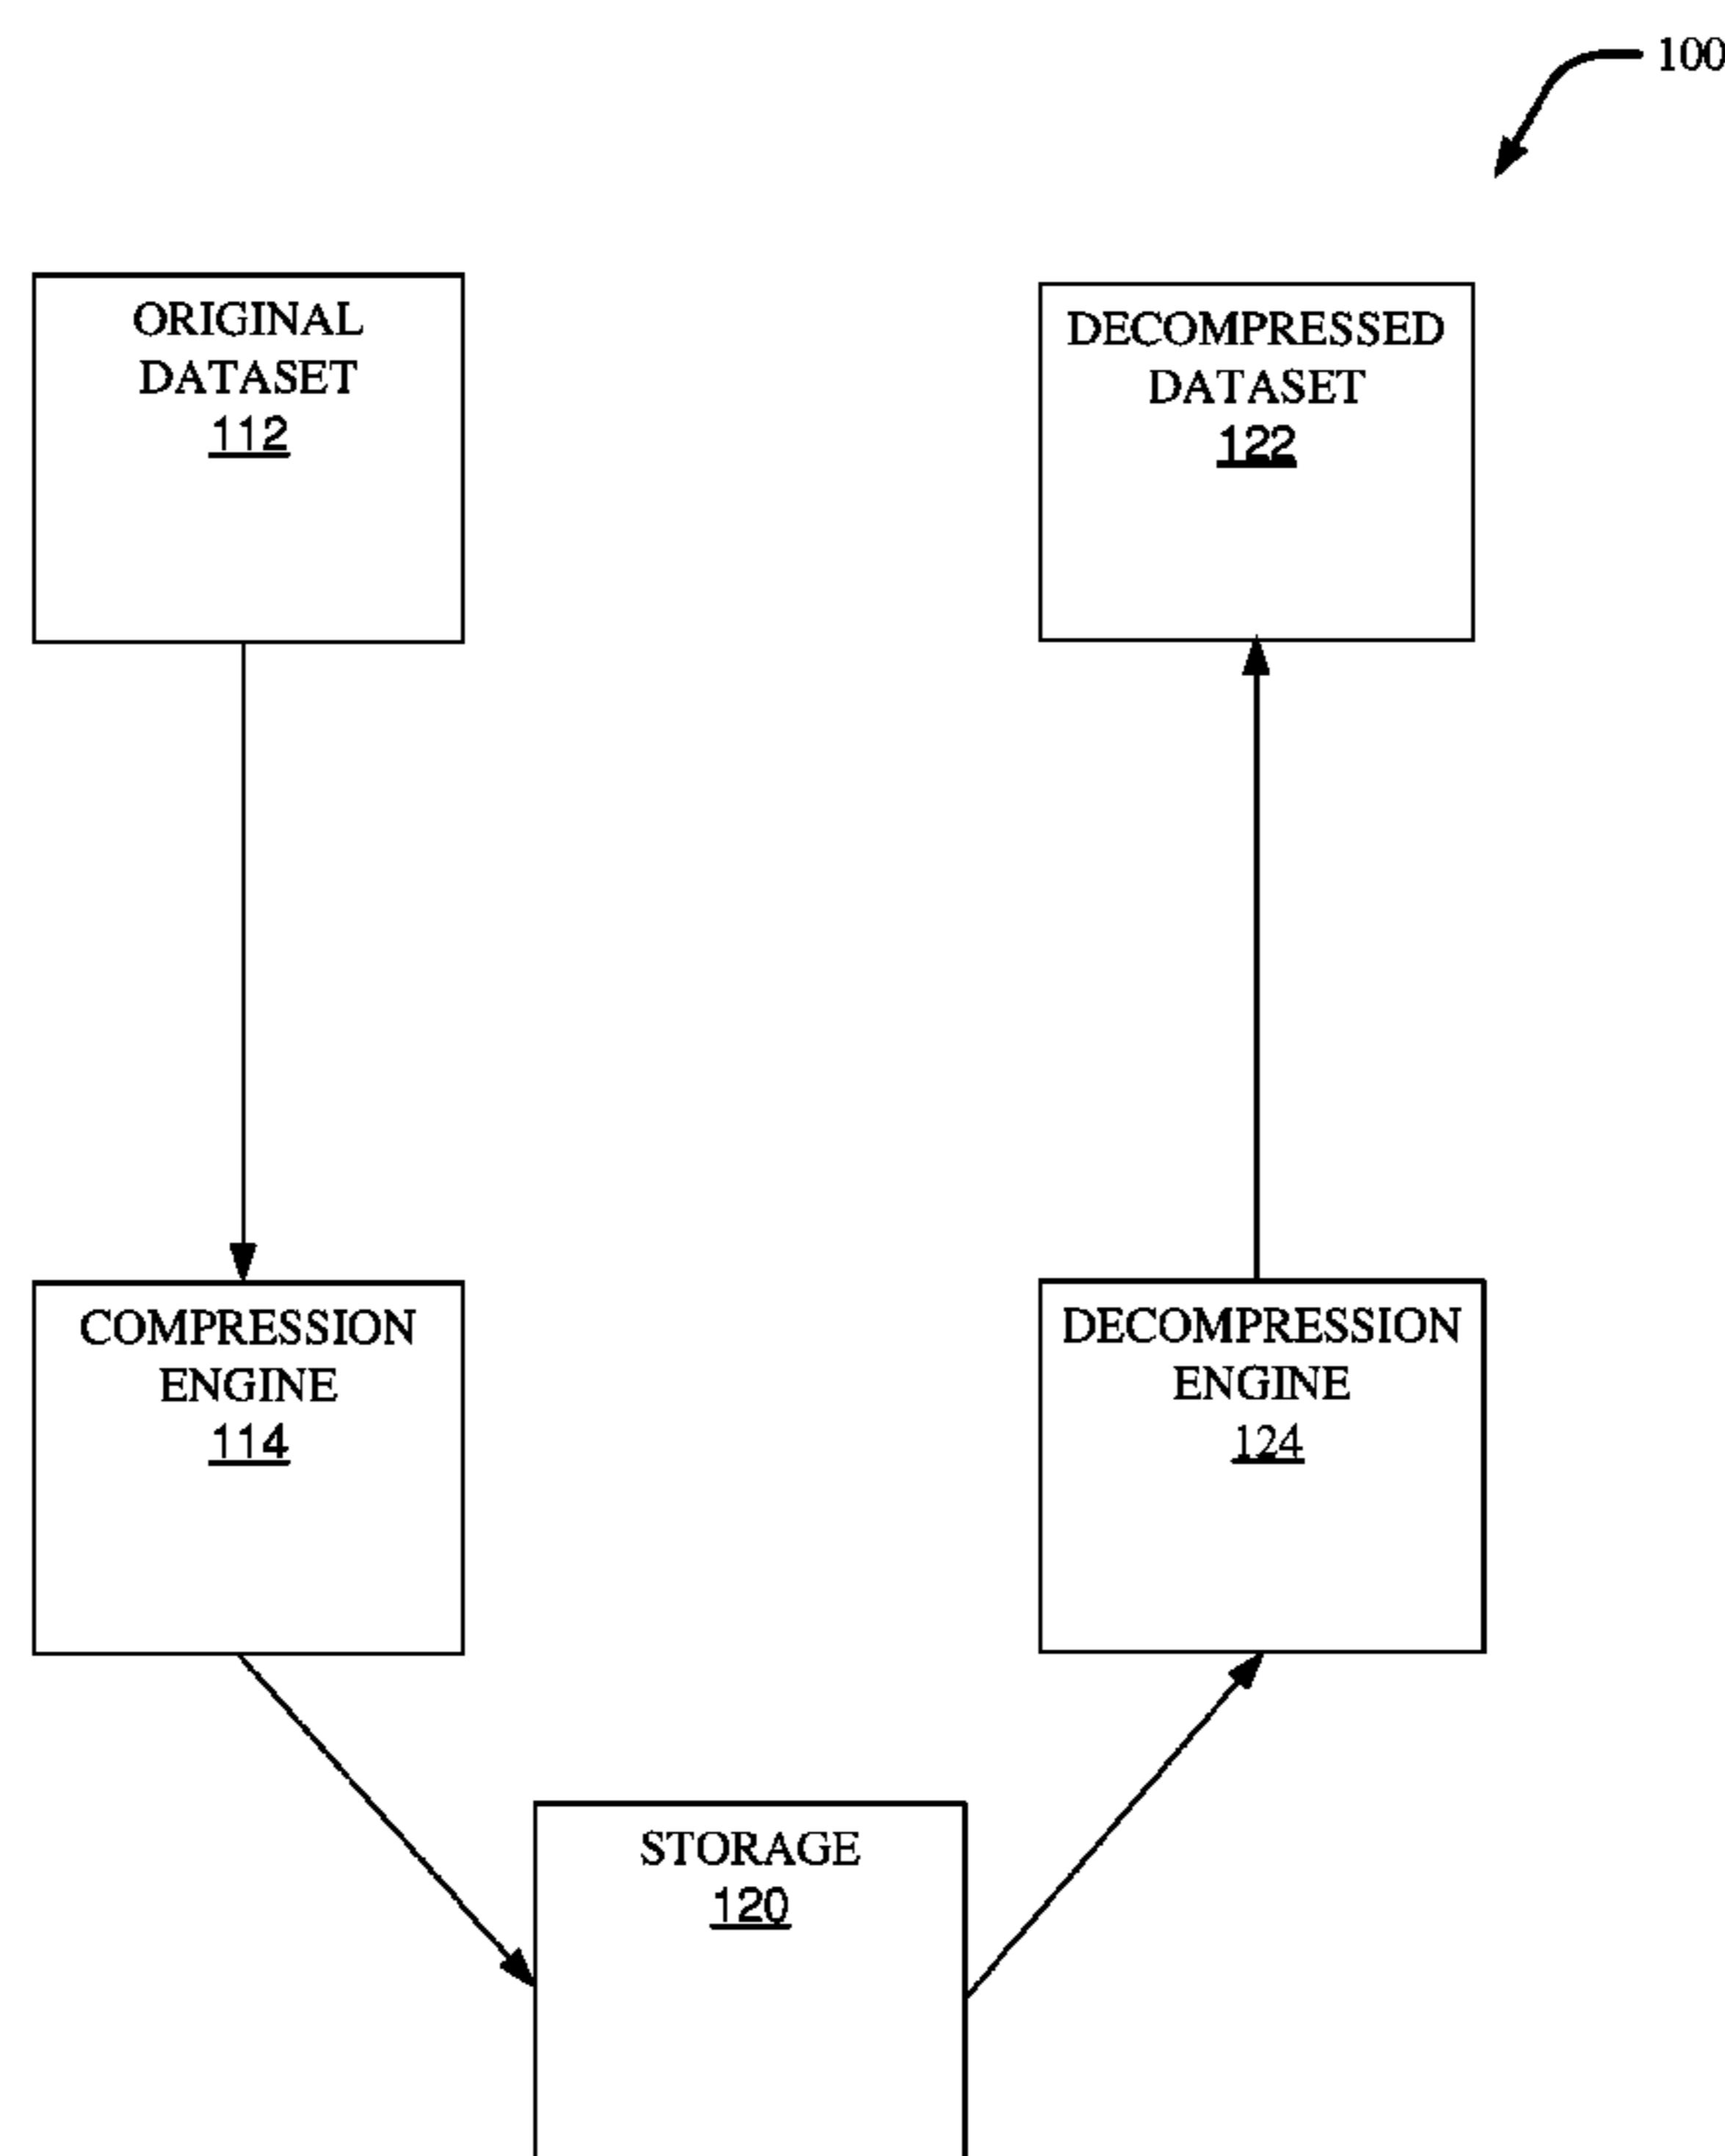 100
ORIGINAL
DATASET
112
DECOMPRESSED
DATASET
122
COMPRESSION
ENGINE
114
DECOMPRESSION
ENGINE
124
STORAGE
120